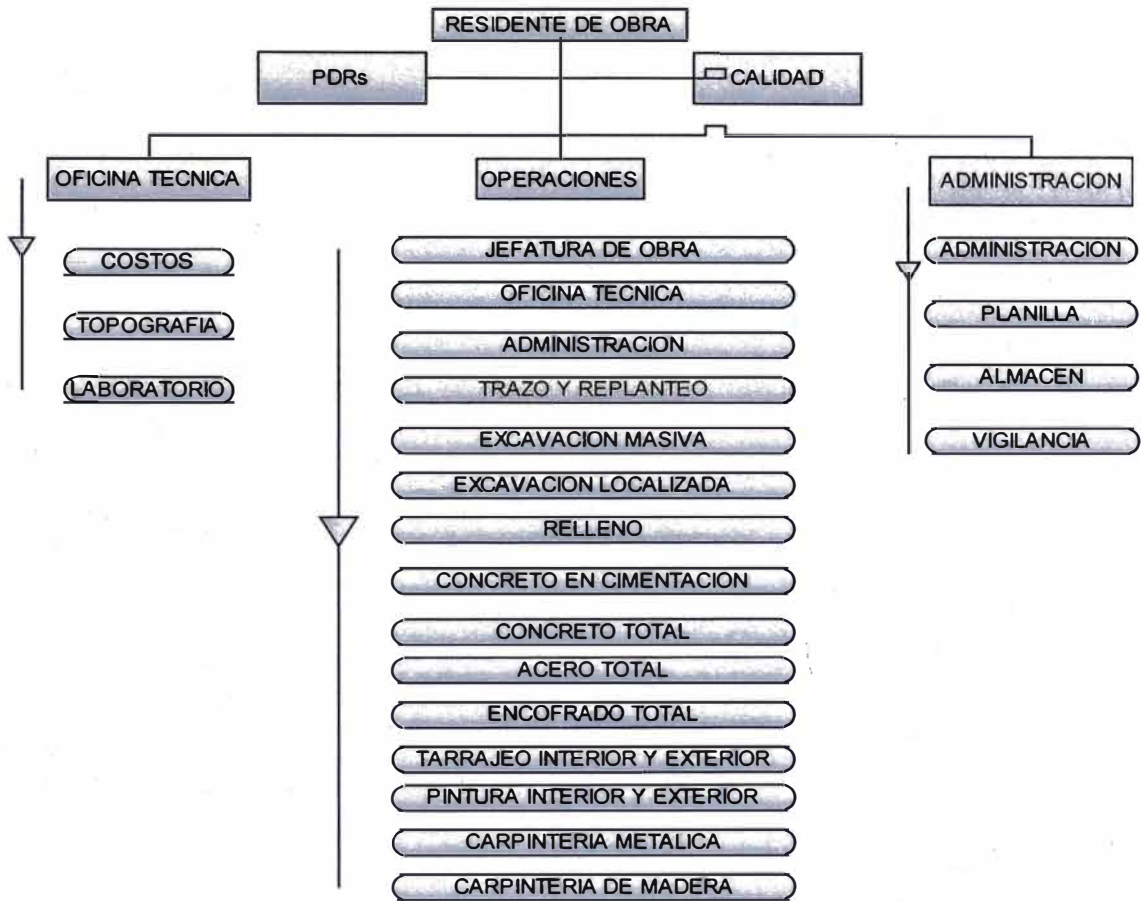 RESIDENTE DE OBRA
PDRs
CALIDAD
OFICINA TECNICA
OPERACIONES
ADMINISTRACION
COSTOS
TOPOGRAFIA
LABORATORIO
JEFATURA DE OBRA
OFICINA TECNICA
ADMINISTRACION
TRAZO Y REPLANTEO
EXCAVACION MASIVA
EXCAVACION LOCALIZADA
RELLENO
CONCRETO EN CIMENTACION
CONCRETO TOTAL
ACERO TOTAL
ENCOFRADO TOTAL
TARRAJEO INTERIOR Y EXTERIOR
PINTURA INTERIOR Y EXTERIOR
CARPINTERIA METALICA
CARPINTERIA DE MADERA
ADMINISTRACION
PLANILLA
ALMACEN
VIGILANCIA